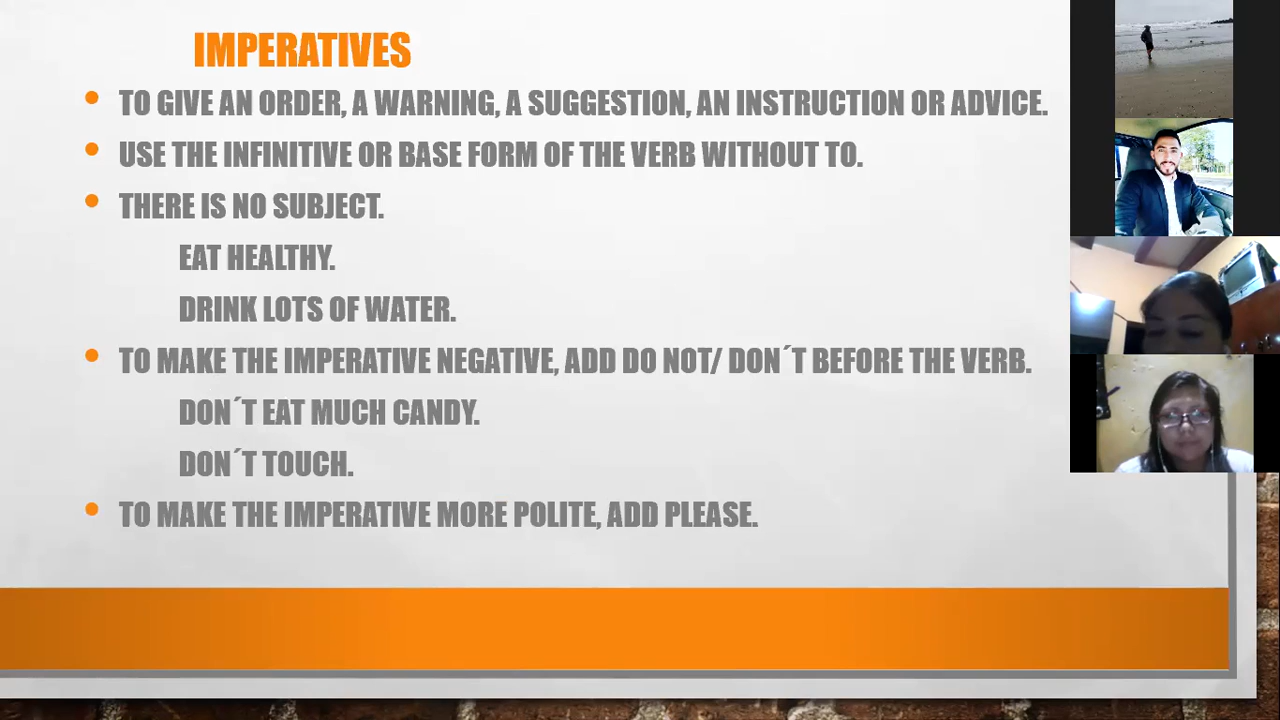 IMPERATIVES
TO GIVE AN ORDER, A WARNING, A SUGGESTION, AN INSTRUCTION OR ADVICE.
USE THE INFINITIVE OR BASE FORM OF THE VERB WITHOUT TO.
THERE IS NO SUBJECT.
EAT HEALTHY.
DRINK LOTS OF WATER.
TO MAKE THE IMPERATIVE NEGATIVE, ADD DO NOT/ DON´T BEFORE THE VERB.
DON´T EAT MUCH CANDY.
DON´T TOUCH.
TO MAKE THE IMPERATIVE MORE POLITE, ADD PLEASE.